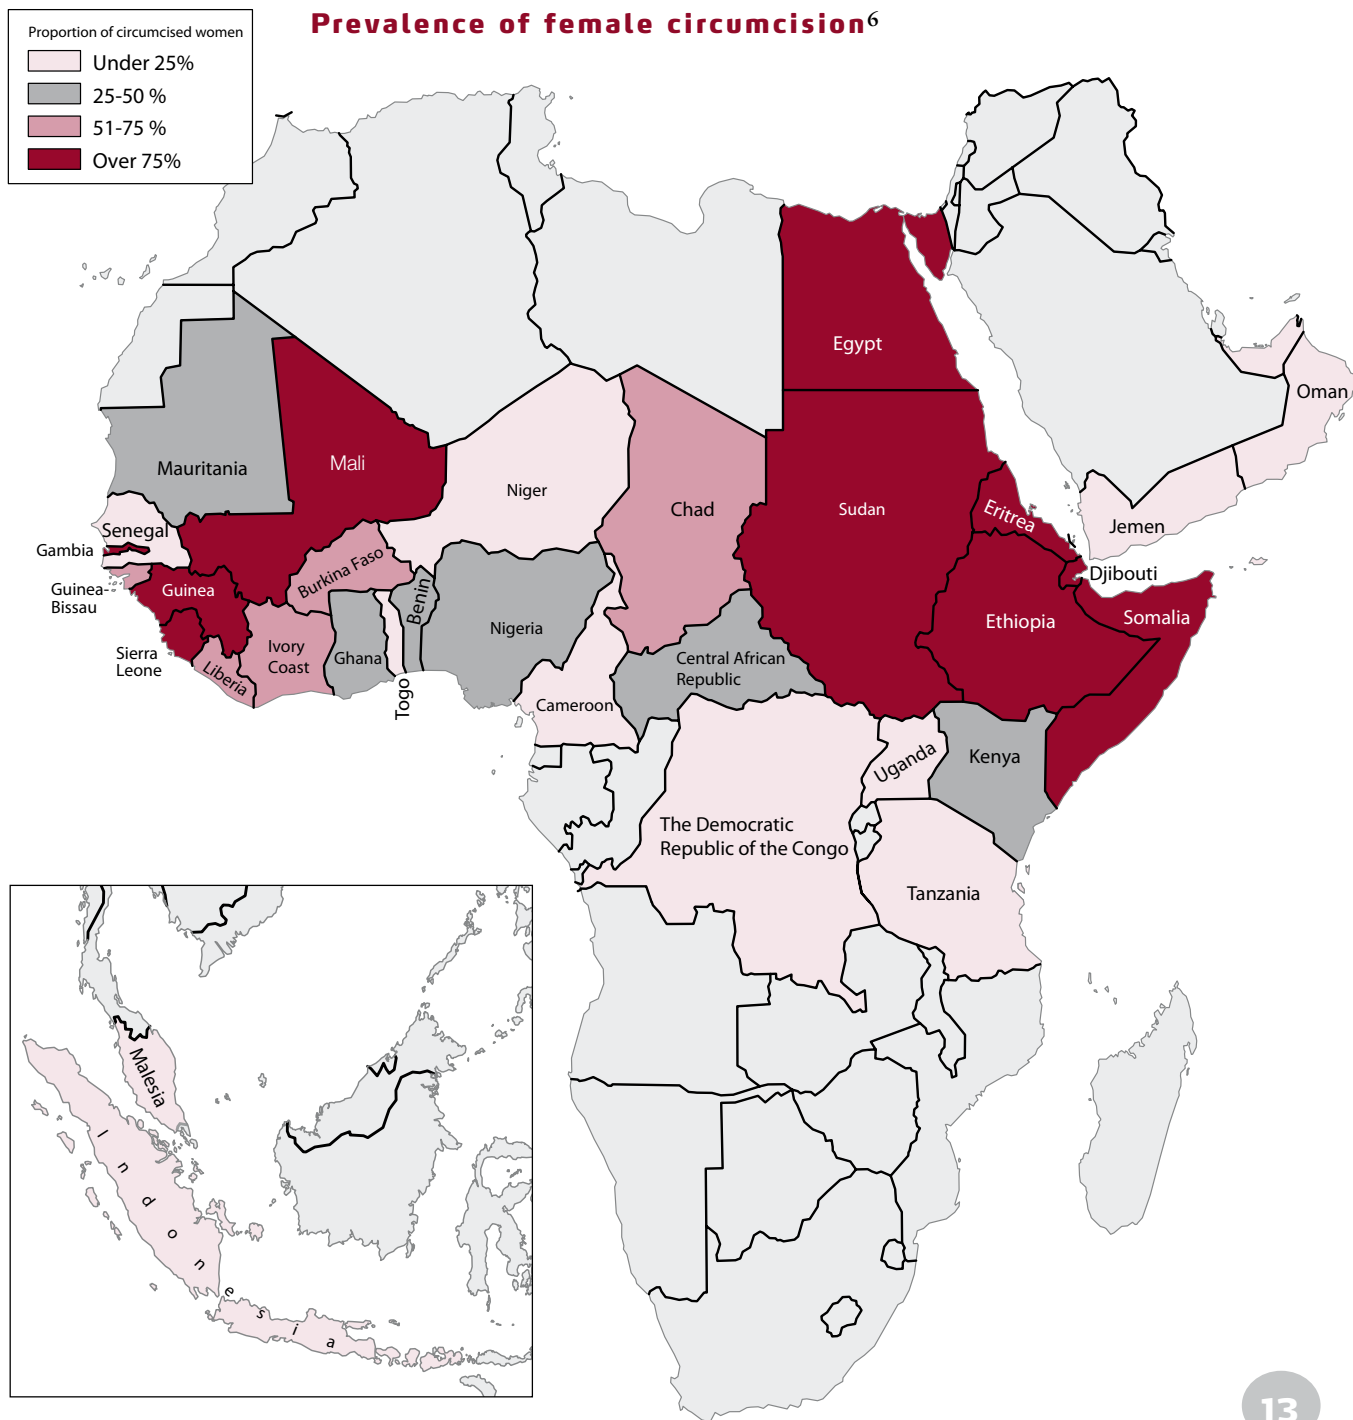 Prevalence of female circumcision⁶
Proportion of circumcised women
Under 25%
25-50 %
51-75 %
Over 75%
Egypt
Oman
Mauritania
Mali
Niger
Chad
Sudan
Eritrea
Jemen
Senegal
Gambia
Burkina Faso
Djibouti
Guinea-
Bissau
Guinea
Benin
Nigeria
Ethiopia
Somalia
Sierra
Leone
Liberia
Ivory
Coast
Ghana
Togo
Central African
Republic
Cameroon
Uganda
Kenya
The Democratic
Republic of the Congo
Tanzania
Malesia
Indonesia
13